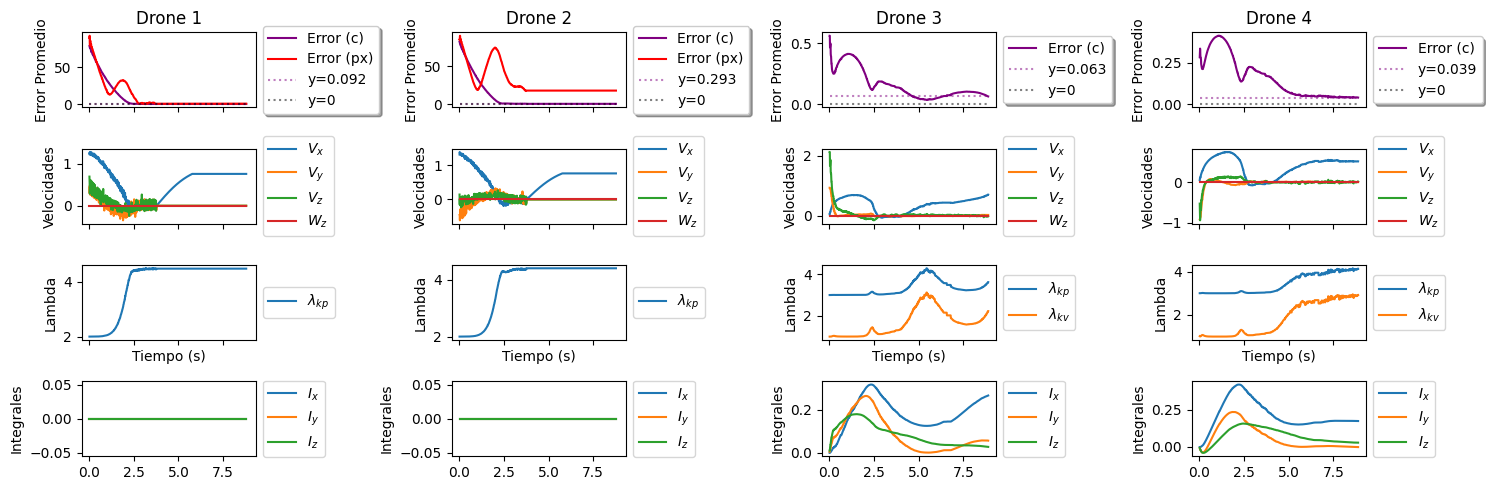 Drone 1
Error Promedio
50
0
Error (c)
Error (px)
y=0.092
y=0
Velocidades
1
0
V_x
V_y
V_z
W_z
Lambda
4
2
λ_kp
Tiempo (s)
Integrales
0.05
0.00
−0.05
0.0 2.5 5.0 7.5
I_x
I_y
I_z
Drone 2
Error Promedio
50
0
Error (c)
Error (px)
y=0.293
y=0
Velocidades
1
0
V_x
V_y
V_z
W_z
Lambda
4
2
λ_kp
Tiempo (s)
Integrales
0.05
0.00
−0.05
0.0 2.5 5.0 7.5
I_x
I_y
I_z
Drone 3
Error Promedio
0.5
0.0
Error (c)
y=0.063
y=0
Velocidades
2
0
V_x
V_y
V_z
W_z
Lambda
4
2
λ_kp
λ_kv
Tiempo (s)
Integrales
0.2
0.0
0.0 2.5 5.0 7.5
I_x
I_y
I_z
Drone 4
Error Promedio
0.25
0.00
Error (c)
y=0.039
y=0
Velocidades
0
−1
V_x
V_y
V_z
W_z
Lambda
4
2
λ_kp
λ_kv
Tiempo (s)
Integrales
0.25
0.00
0.0 2.5 5.0 7.5
I_x
I_y
I_z